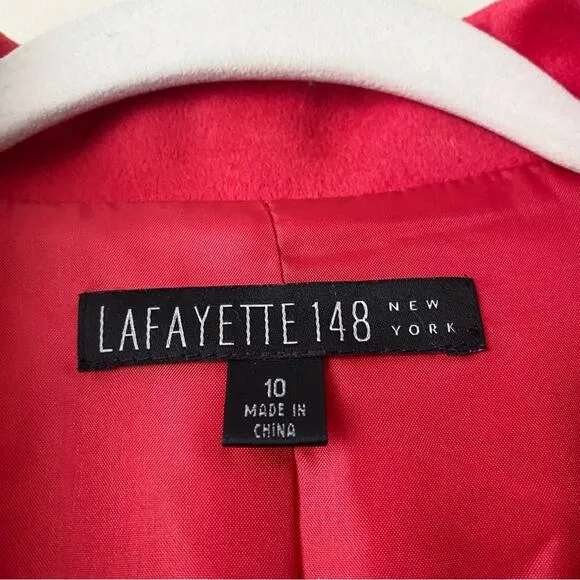 LAFAYETTE 148 NEW YORK
10
MADE IN
CHINA